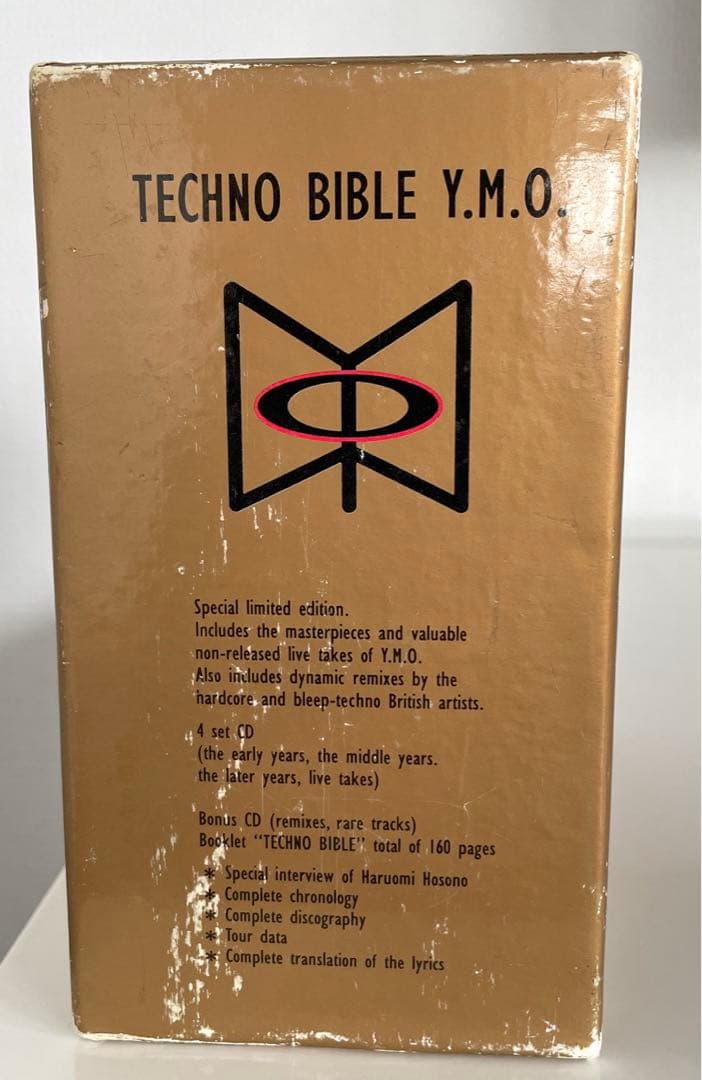 TECHNO BIBLE Y.M.O.
Special limited edition.
Includes the masterpieces and valuable
non-released live takes of Y.M.O.
Also includes dynamic remixes by the
hardcore and bleep-techno British artists.
4 set CD
(the early years, the middle years.
the later years, live takes)
Bonus CD (remixes, rare tracks)
Booklet "TECHNO BIBLE" total of 160 pages
* Special interview of Haruomi Hosono
* Complete chronology
* Complete discography
* Tour data
* Complete translation of the lyrics